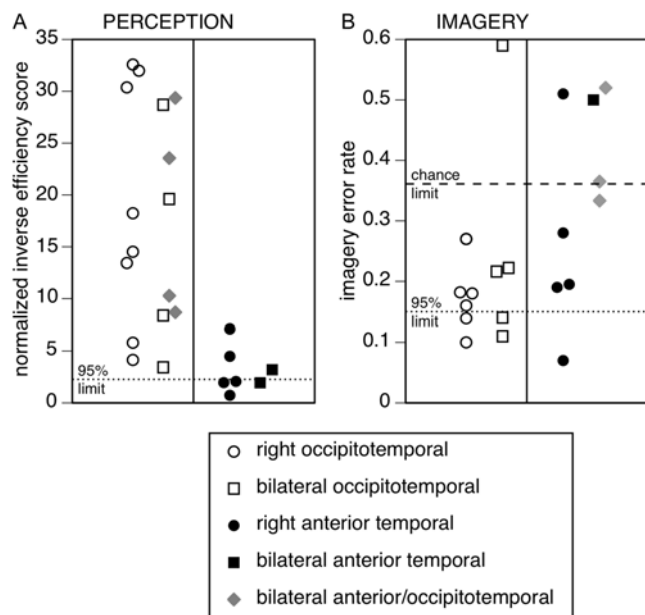 A PERCEPTION
normalized inverse efficiency score
35
30
25
20
15
10
5
0
95%
limit
B IMAGERY
imagery error rate
0.6
0.5
0.4
0.3
0.2
0.1
0
chance
limit
95%
limit
right occipitotemporal
bilateral occipitotemporal
right anterior temporal
bilateral anterior temporal
bilateral anterior/occipitotemporal